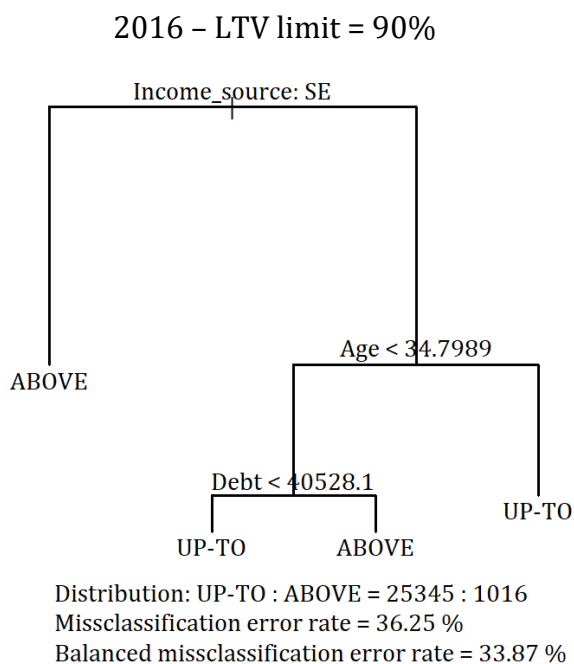 2016 – LTV limit = 90%
Income_source: SE
Age < 34.7989
ABOVE
Debt < 40528.1
UP-TO
UP-TO
ABOVE
Distribution: UP-TO : ABOVE = 25345 : 1016
Missclassification error rate = 36.25 %
Balanced missclassification error rate = 33.87 %